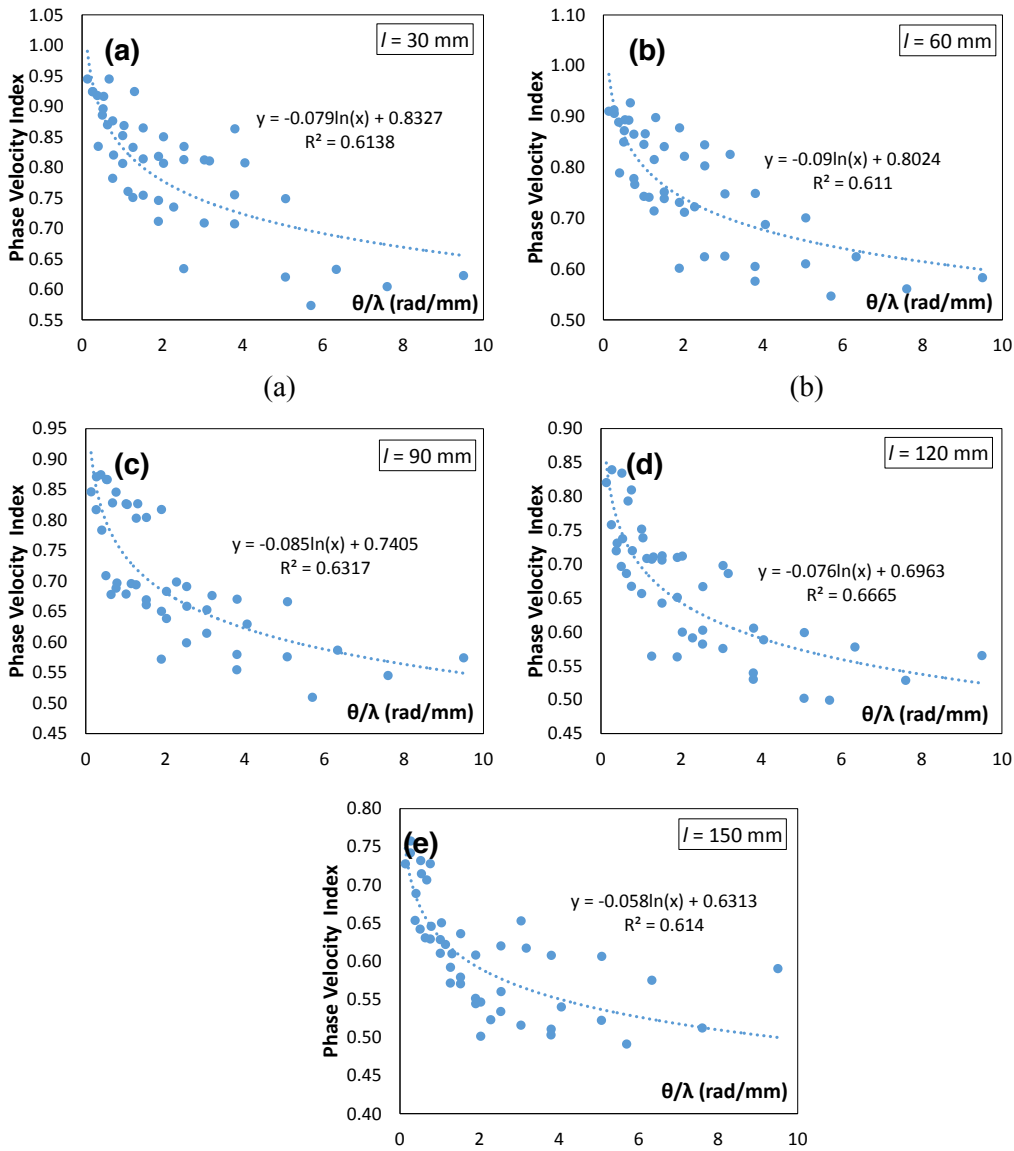 1.05
1.00
0.95
0.90
0.85
0.80
0.75
0.70
0.65
0.60
0.55
Phase Velocity Index
(a)
l = 30 mm
y = -0.079ln(x) + 0.8327
R² = 0.6138
θ/λ (rad/mm)
0 2 4 6 8 10
(a)
1.10
1.00
0.90
0.80
0.70
0.60
0.50
Phase Velocity Index
(b)
l = 60 mm
y = -0.09ln(x) + 0.8024
R² = 0.611
θ/λ (rad/mm)
0 2 4 6 8 10
(b)
0.95
0.90
0.85
0.80
0.75
0.70
0.65
0.60
0.55
0.50
0.45
Phase Velocity Index
(c)
l = 90 mm
y = -0.085ln(x) + 0.7405
R² = 0.6317
θ/λ (rad/mm)
0 2 4 6 8 10
0.90
0.85
0.80
0.75
0.70
0.65
0.60
0.55
0.50
0.45
Phase Velocity Index
(d)
l = 120 mm
y = -0.076ln(x) + 0.6963
R² = 0.6665
θ/λ (rad/mm)
0 2 4 6 8 10
0.80
0.75
0.70
0.65
0.60
0.55
0.50
0.45
0.40
Phase Velocity Index
(e)
l = 150 mm
y = -0.058ln(x) + 0.6313
R² = 0.614
θ/λ (rad/mm)
0 2 4 6 8 10